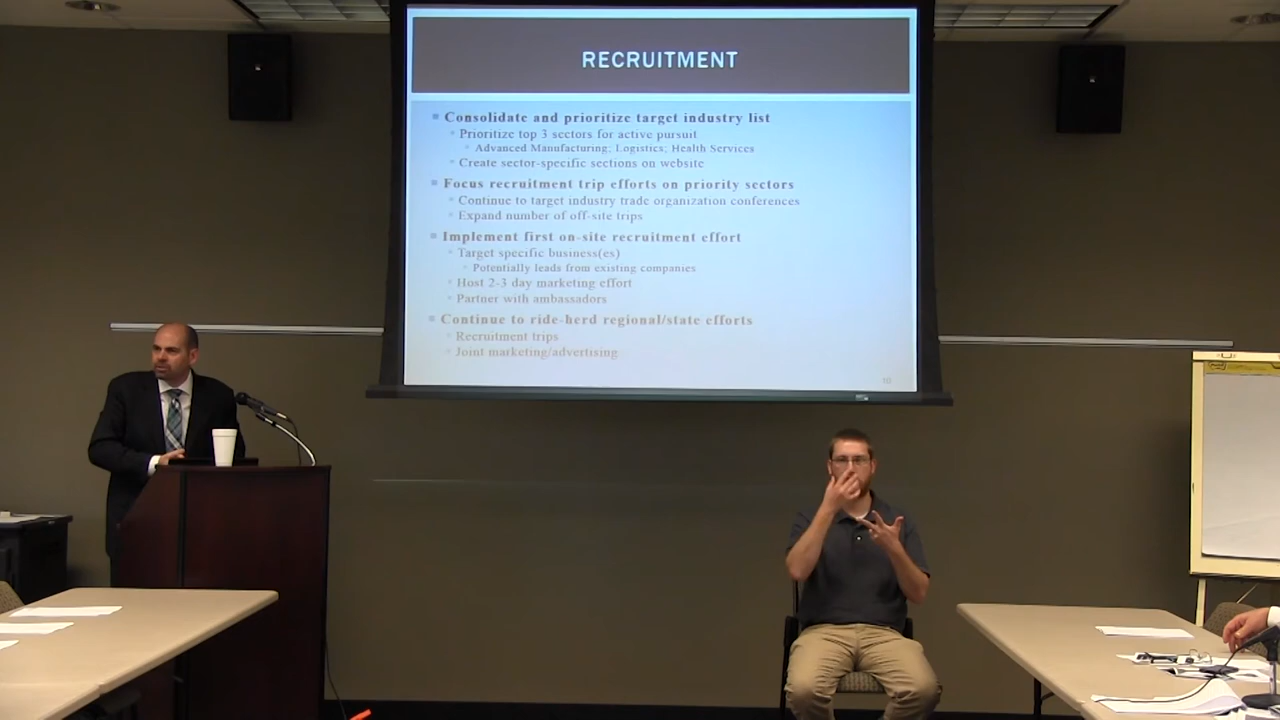 RECRUITMENT
Consolidate and prioritize target industry list
Prioritize top 3 sectors for active pursuit
Advanced Manufacturing; Logistics; Health Services
Create sector-specific sections on website
Focus recruitment trip efforts on priority sectors
Continue to target industry trade organization conferences
Expand number of off-site trips
Implement first on-site recruitment effort
Target specific business(es)
Potentially leads from existing companies
Host 2-3 day marketing effort
Partner with ambassadors
Continue to ride-herd regional/state efforts
Recruitment trips
Joint marketing/advertising
10